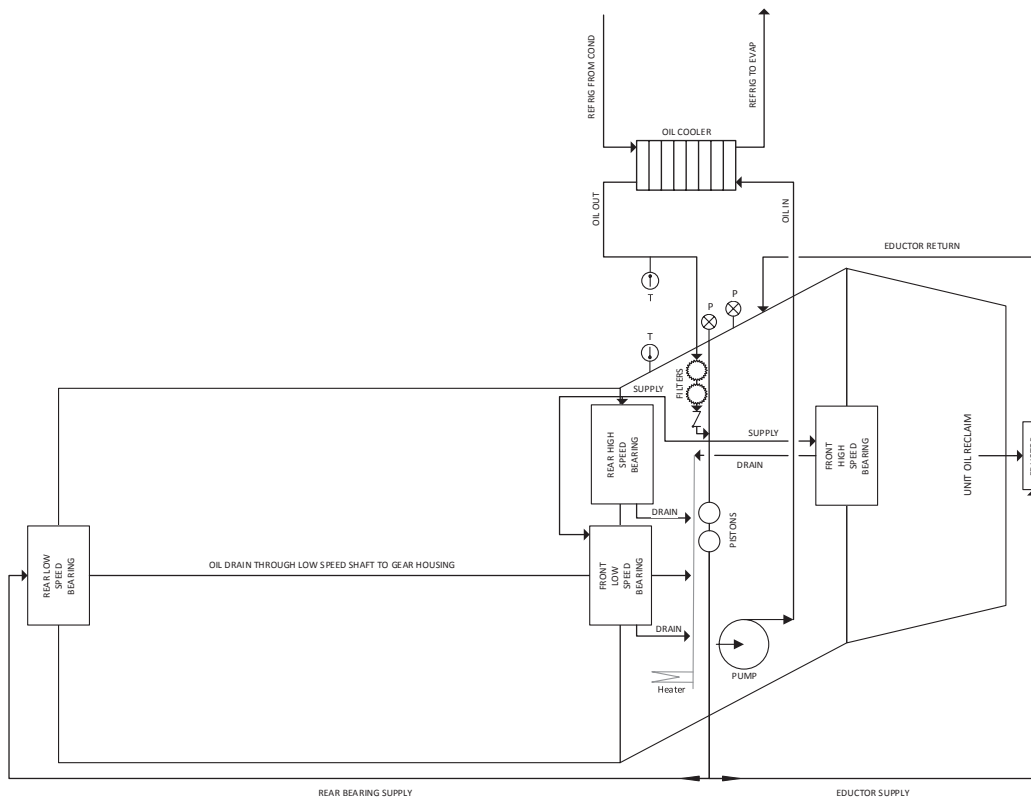 REFRIG FROM COND
REFRIG TO EVAP
OIL COOLER
OIL OUT
OIL IN
EDUCTOR RETURN
T
P
P
T
FILTERS
SUPPLY
SUPPLY
REAR HIGH
SPEED
BEARING
FRONT
HIGH
SPEED
BEARING
DRAIN
UNIT OIL RECLAIM
DRAIN
PISTONS
REAR LOW
SPEED
BEARING
OIL DRAIN THROUGH LOW SPEED SHAFT TO GEAR HOUSING
FRONT
LOW
SPEED
BEARING
DRAIN
PUMP
Heater
REAR BEARING SUPPLY
EDUCTOR SUPPLY